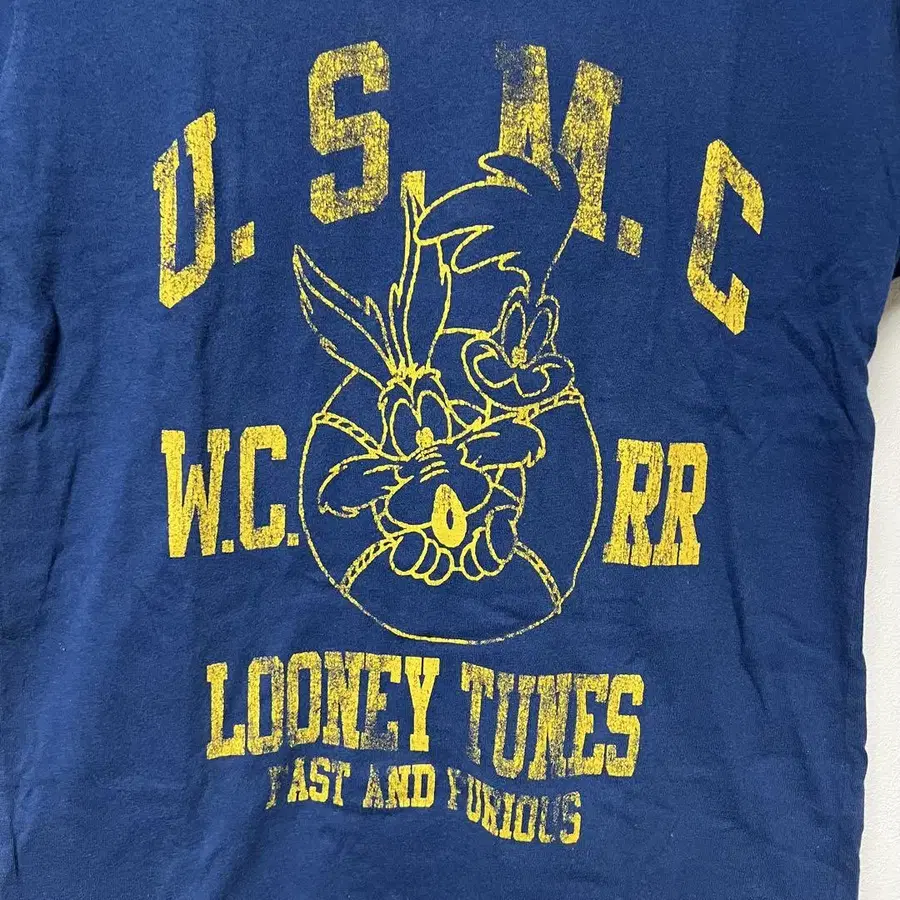 U.S.M.C
W.C. RR
LOONEY TUNES
FAST AND FURIOUS